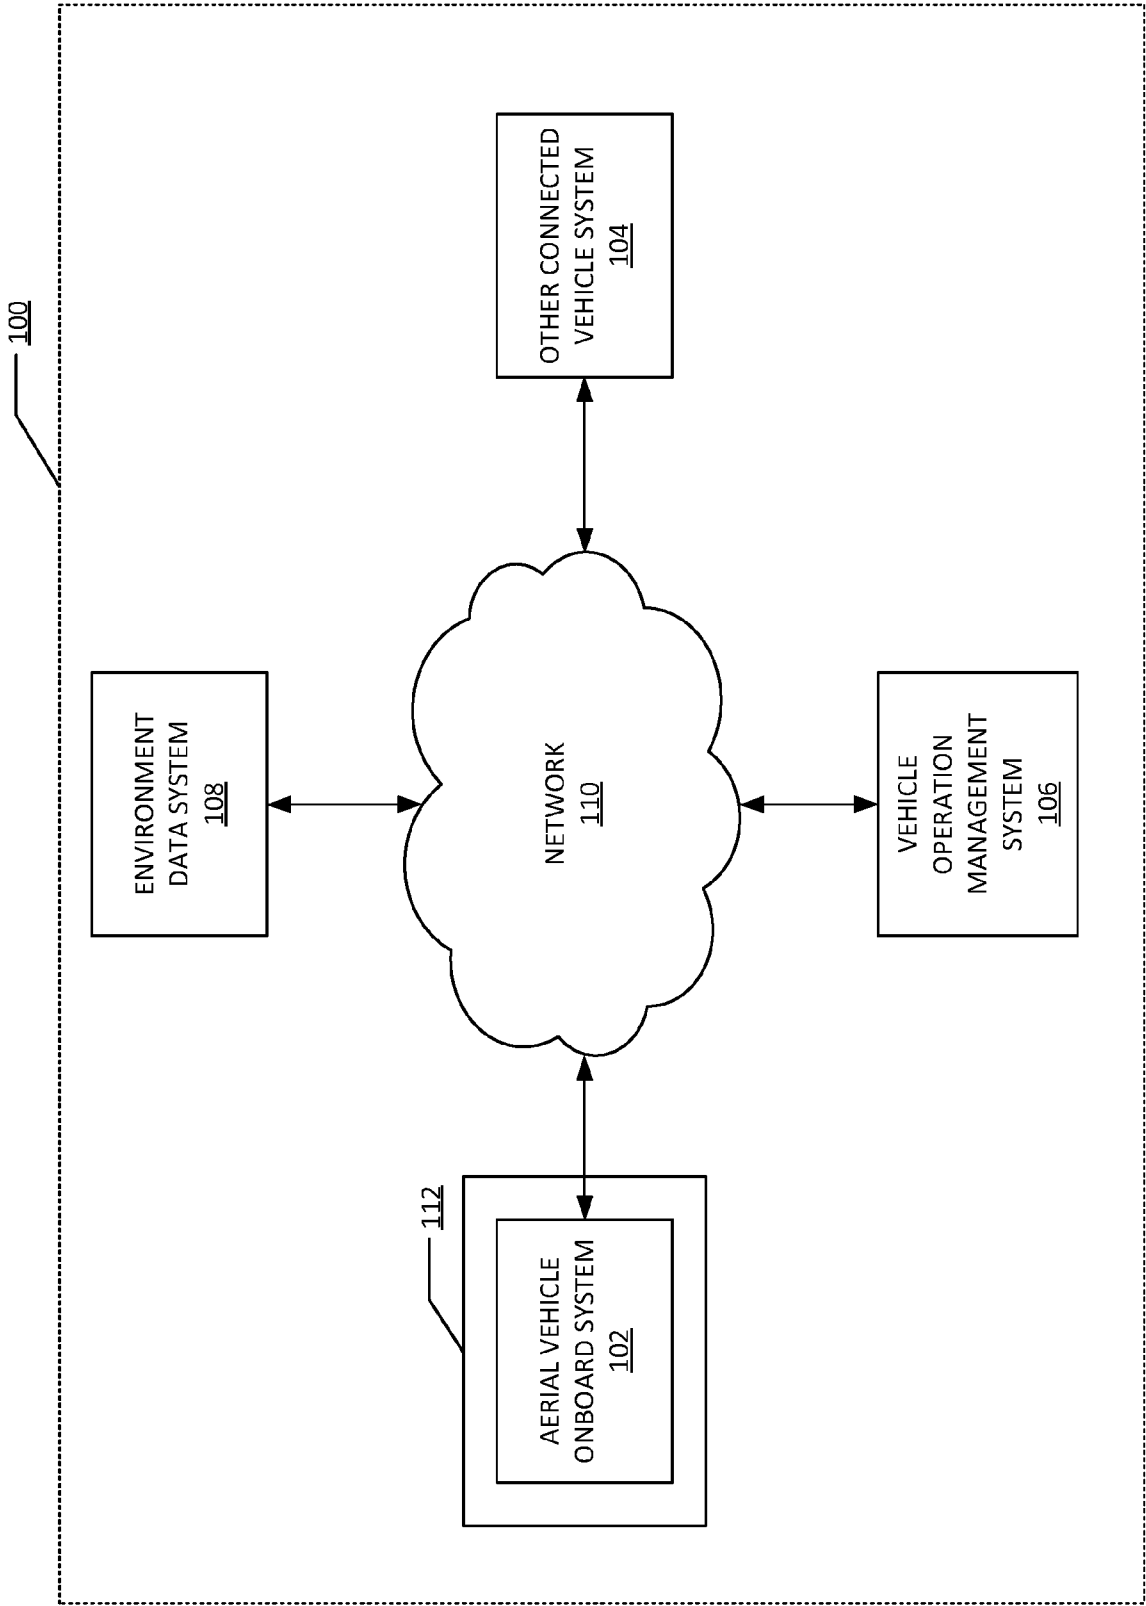 100
ENVIRONMENT
DATA SYSTEM
108
112
AERIAL VEHICLE
ONBOARD SYSTEM
102
NETWORK
110
OTHER CONNECTED
VEHICLE SYSTEM
104
VEHICLE
OPERATION
MANAGEMENT
SYSTEM
106